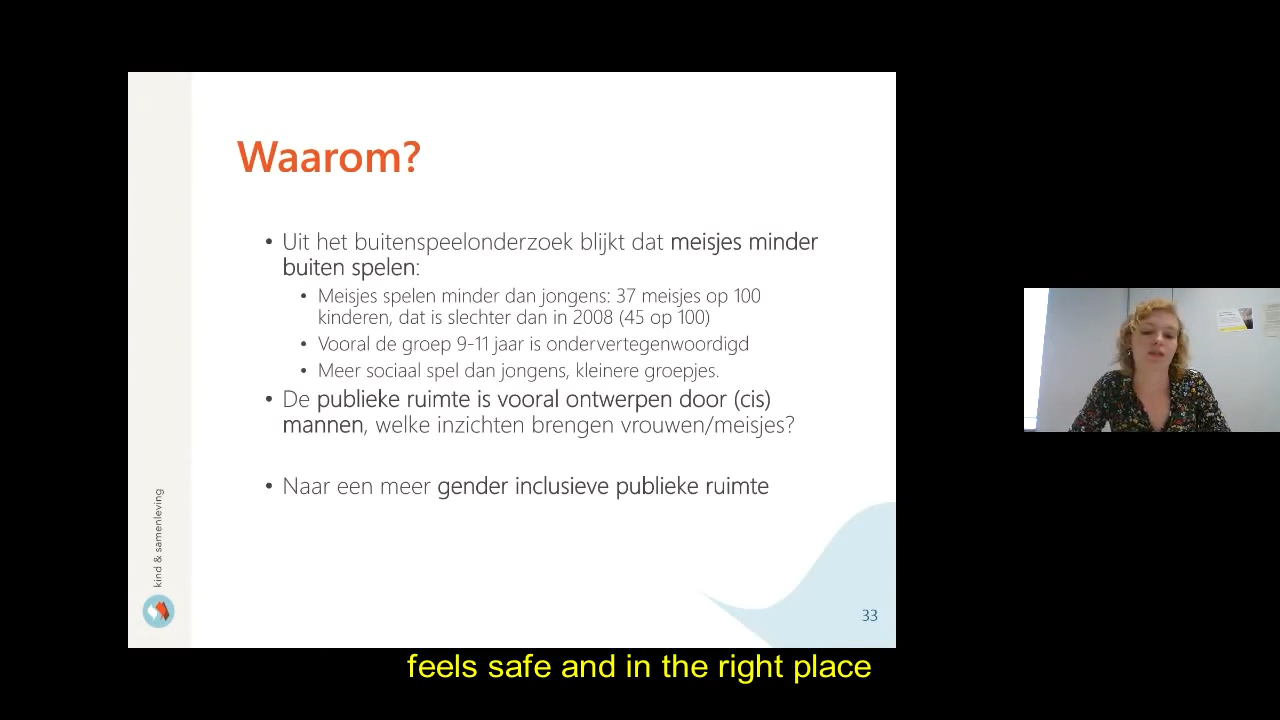 Waarom?
• Uit het buitenspeelonderzoek blijkt dat meisjes minder
buiten spelen:
• Meisjes spelen minder dan jongens: 37 meisjes op 100
kinderen, dat is slechter dan in 2008 (45 op 100)
• Vooral de groep 9-11 jaar is ondervertegenwoordigd
• Meer sociaal spel dan jongens, kleinere groepjes.
• De publieke ruimte is vooral ontwerpen door (cis)
mannen, welke inzichten brengen vrouwen/meisjes?
• Naar een meer gender inclusieve publieke ruimte
kind & samenleving
33
feels safe and in the right place